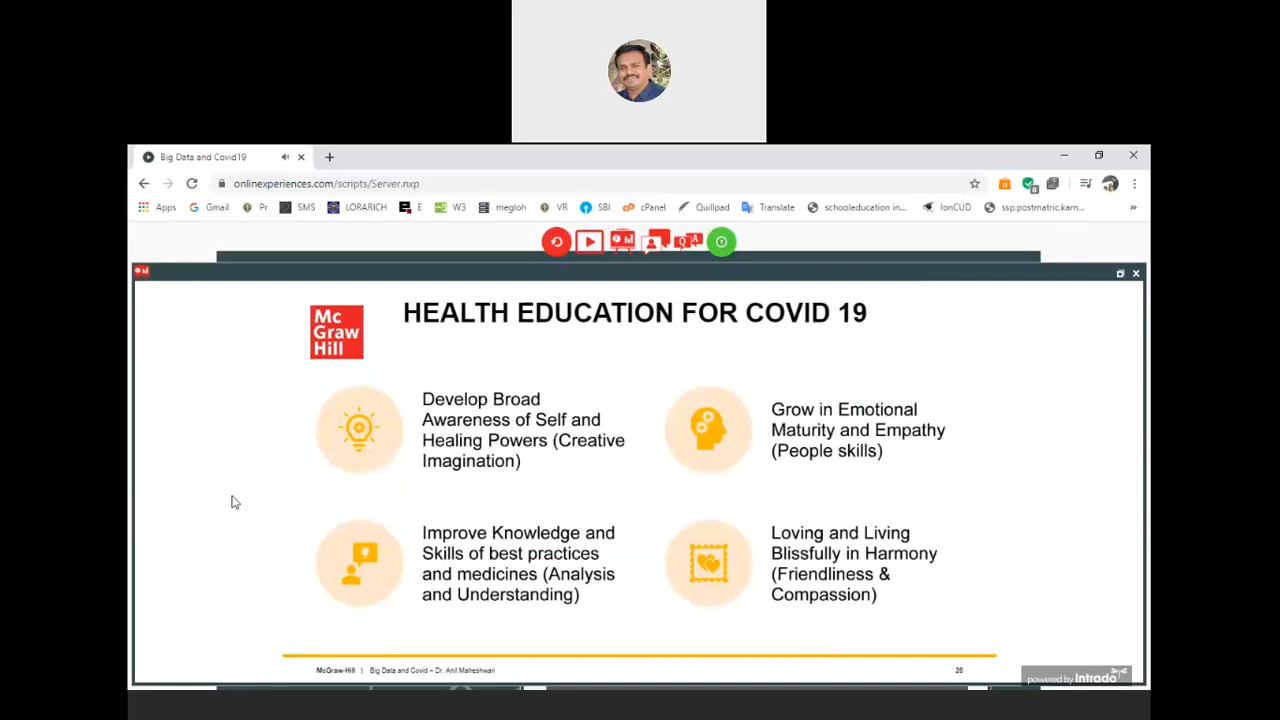 Big Data and Covid19
onlinexperiences.com/scripts/Server.nxp
Apps Gmail Pr SMS LORARICH E W3 megloh VR SBI cPanel Quillpad Translate schooleducation in... IonCUD ssp.postmatric.karn... »
Q A
Mc
Graw
Hill
HEALTH EDUCATION FOR COVID 19
Develop Broad
Awareness of Self and
Healing Powers (Creative
Imagination)
Grow in Emotional
Maturity and Empathy
(People skills)
Improve Knowledge and
Skills of best practices
and medicines (Analysis
and Understanding)
Loving and Living
Blissfully in Harmony
(Friendliness &
Compassion)
McGraw-Hill | Big Data and Covid – Dr. Anil Maheshwari 26
powered by Intrado